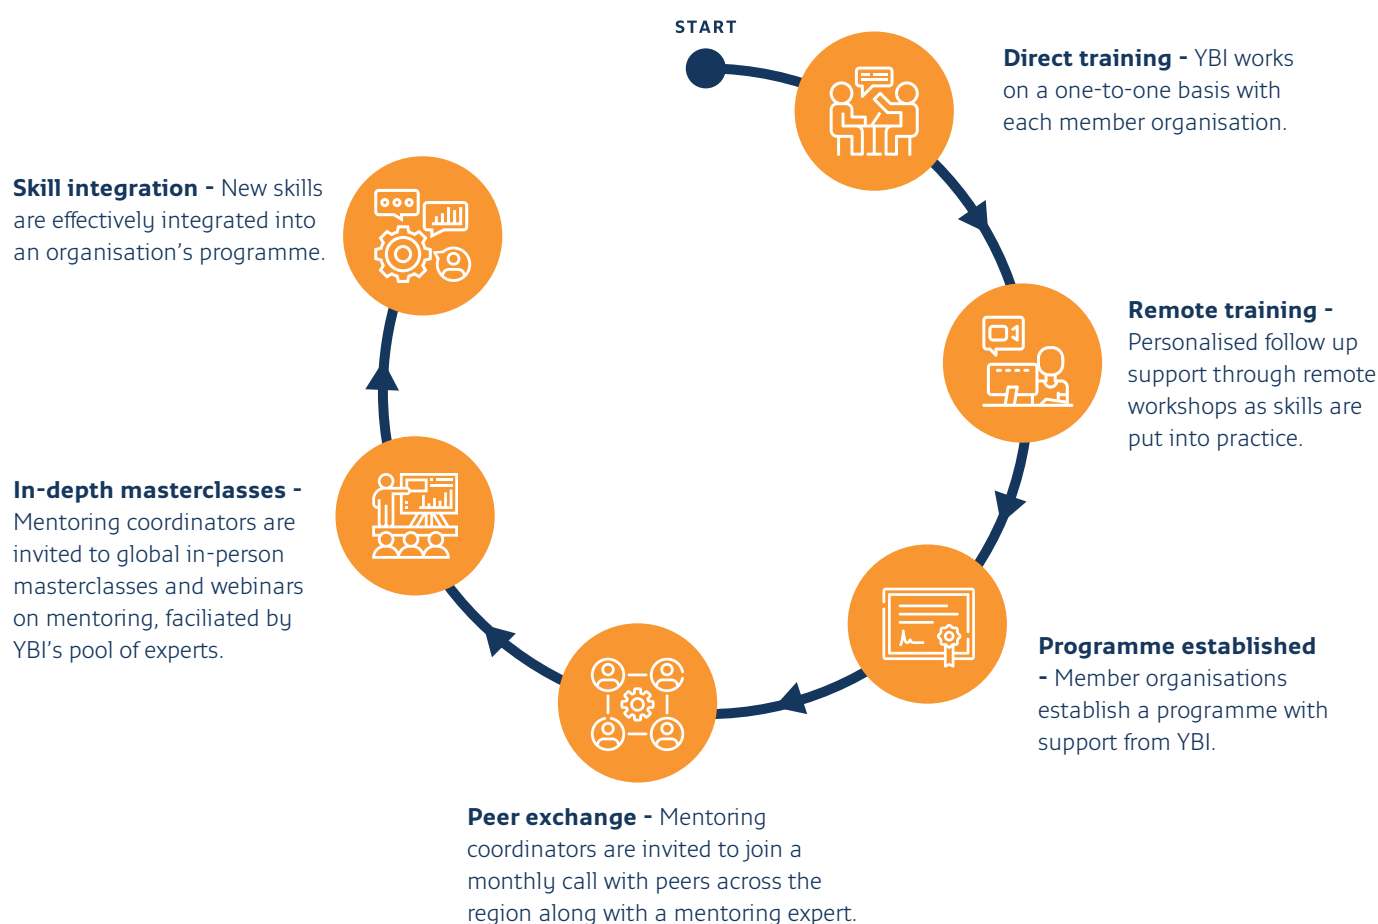 START
Direct training - YBI works
on a one-to-one basis with
each member organisation.
Remote training -
Personalised follow up
support through remote
workshops as skills are
put into practice.
Programme established
- Member organisations
establish a programme with
support from YBI.
Peer exchange - Mentoring
coordinators are invited to join a
monthly call with peers across the
region along with a mentoring expert.
In-depth masterclasses -
Mentoring coordinators are
invited to global in-person
masterclasses and webinars
on mentoring, faciliated by
YBI’s pool of experts.
Skill integration - New skills
are effectively integrated into
an organisation’s programme.